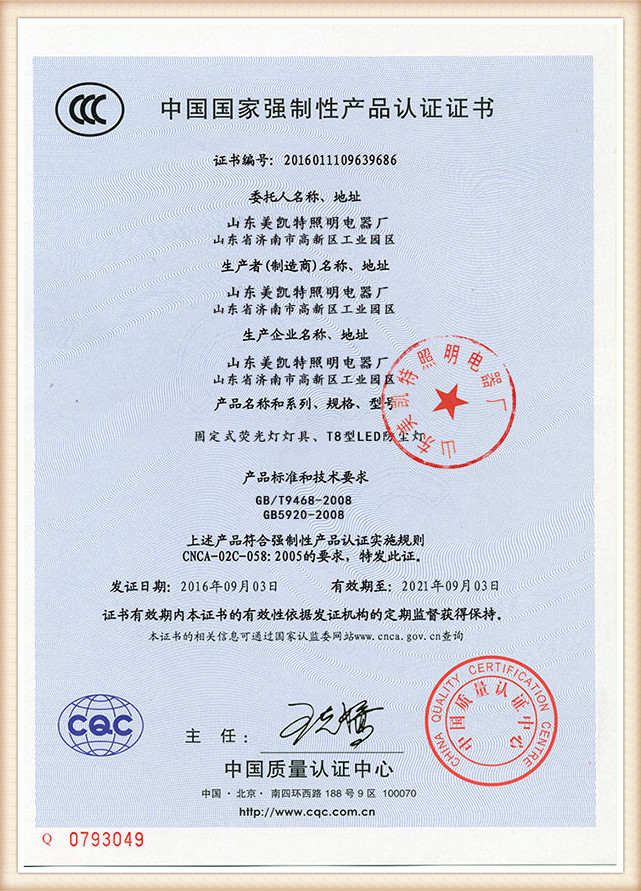 CCC
中国国家强制性产品认证证书
证书编号：2016011109639686
委托人名称、地址
山东美凯特照明电器厂
山东省济南市高新区工业园区
生产者(制造商)名称、地址
山东美凯特照明电器厂
山东省济南市高新区工业园区
生产企业名称、地址
山东美凯特照明电器厂
山东省济南市高新区工业园区
产品名称和系列、规格、型号
固定式荧光灯灯具、T8型LED防尘灯
山东美凯特照明电器厂
产品标准和技术要求
GB/T9468-2008
GB5920-2008
上述产品符合强制性产品认证实施规则
CNCA-02C-058:2005的要求，特发此证。
发证日期：2016年09月03日 有效期至：2021年09月03日
证书有效期内本证书的有效性依据发证机构的定期监督获得保持。
本证书的相关信息可通过国家认监委网站www.cnca.gov.cn查询
CQC
主 任：
CHINA QUALITY CERTIFICATION CENTRE
中国质量认证中心
中国质量认证中心
中国·北京·南四环西路 188 号 9 区 100070
http://www.cqc.com.cn
Q 0793049